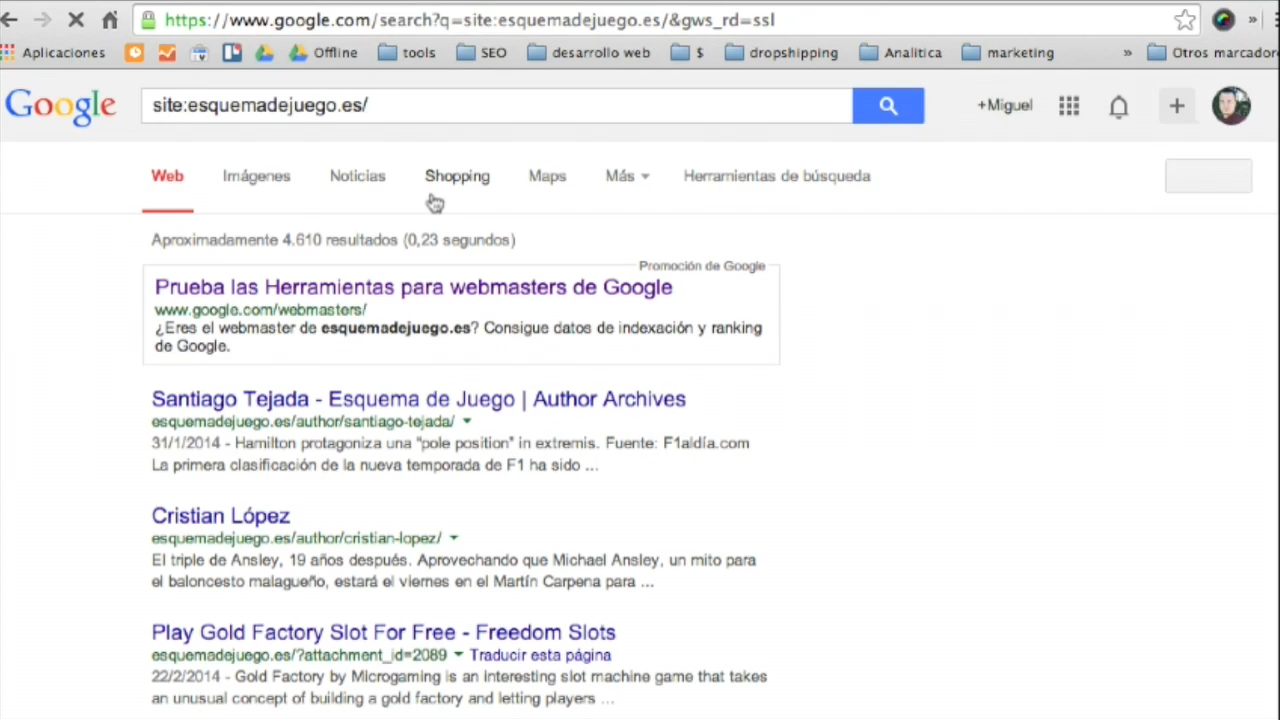 https://www.google.com/search?q=site:esquemadejuego.es/&gws_rd=ssl
»
Aplicaciones Offline tools SEO desarrollo web $ dropshipping Analítica marketing » Otros marcador
Google site:esquemadejuego.es/ +Miguel
Web Imágenes Noticias Shopping Maps Más Herramientas de búsqueda
Aproximadamente 4.610 resultados (0,23 segundos)
Promoción de Google
Prueba las Herramientas para webmasters de Google
www.google.com/webmasters/
¿Eres el webmaster de esquemadejuego.es? Consigue datos de indexación y ranking
de Google.
Santiago Tejada - Esquema de Juego | Author Archives
esquemadejuego.es/author/santiago-tejada/
31/1/2014 - Hamilton protagoniza una "pole position" in extremis. Fuente: F1aldía.com
La primera clasificación de la nueva temporada de F1 ha sido ...
Cristian López
esquemadejuego.es/author/cristian-lopez/
El triple de Ansley, 19 años después. Aprovechando que Michael Ansley, un mito para
el baloncesto malagueño, estará el viernes en el Martín Carpena para ...
Play Gold Factory Slot For Free - Freedom Slots
esquemadejuego.es/?attachment_id=2089 Traducir esta página
22/2/2014 - Gold Factory by Microgaming is an interesting slot machine game that takes
an unusual concept of building a gold factory and letting players ...